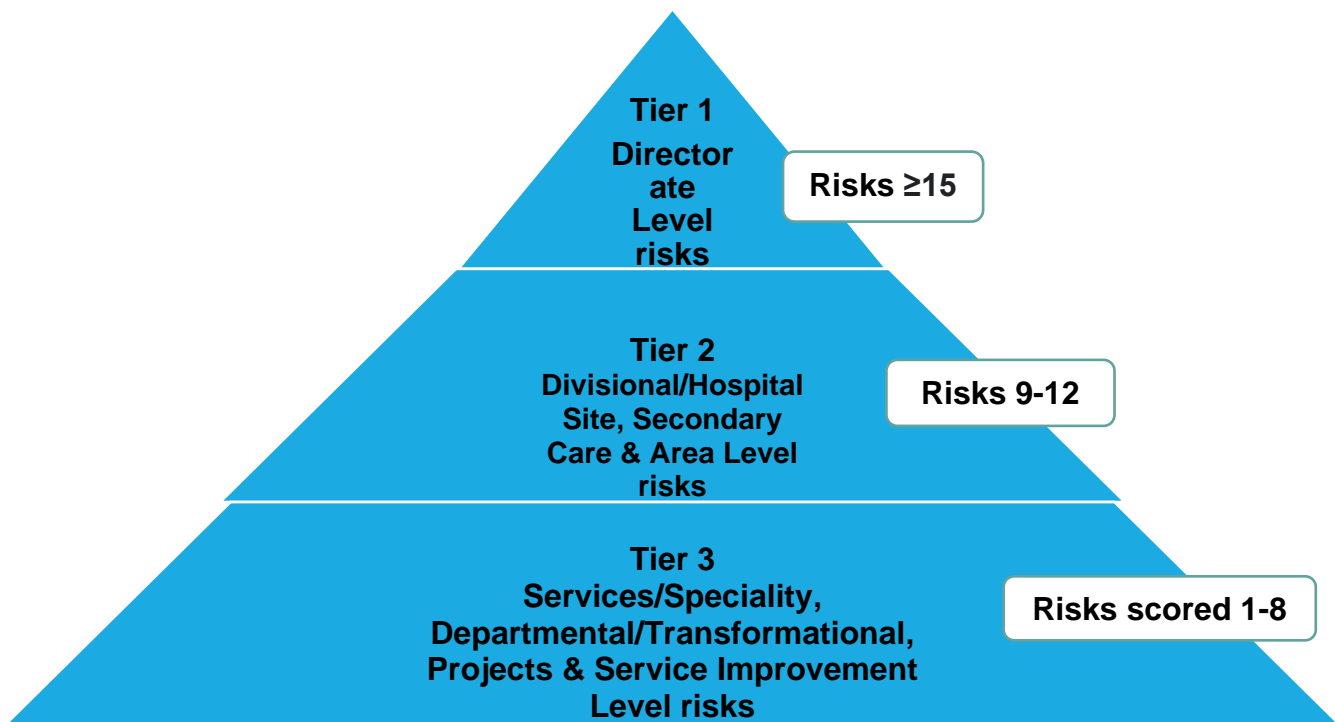 Tier 1
Director
ate
Level
risks
Risks ≥15
Tier 2
Divisional/Hospital
Site, Secondary
Care & Area Level
risks
Risks 9-12
Tier 3
Services/Speciality,
Departmental/Transformational,
Projects & Service Improvement
Level risks
Risks scored 1-8